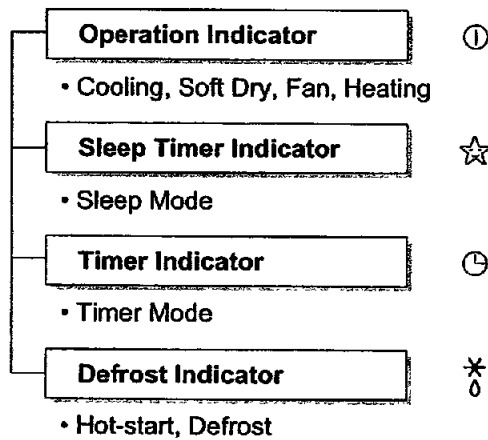 Operation Indicator
• Cooling, Soft Dry, Fan, Heating
Sleep Timer Indicator
• Sleep Mode
Timer Indicator
• Timer Mode
Defrost Indicator
• Hot-start, Defrost